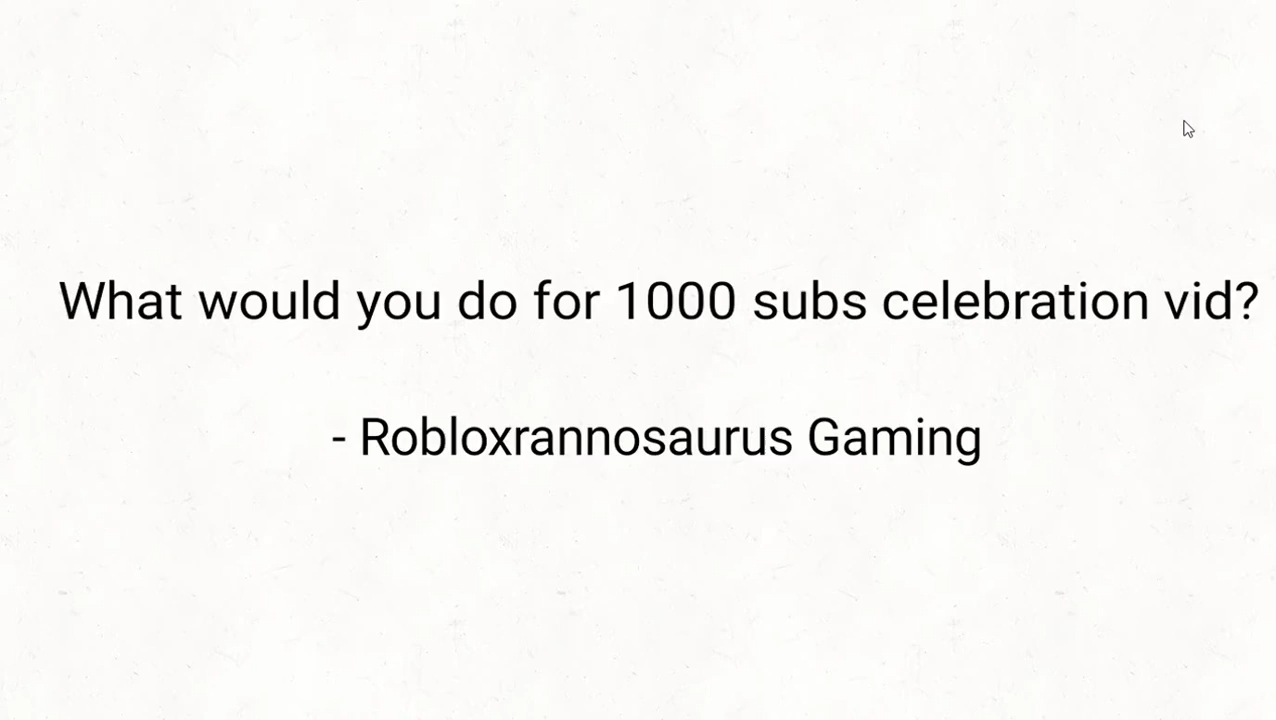 What would you do for 1000 subs celebration vid?
- Robloxrannosaurus Gaming